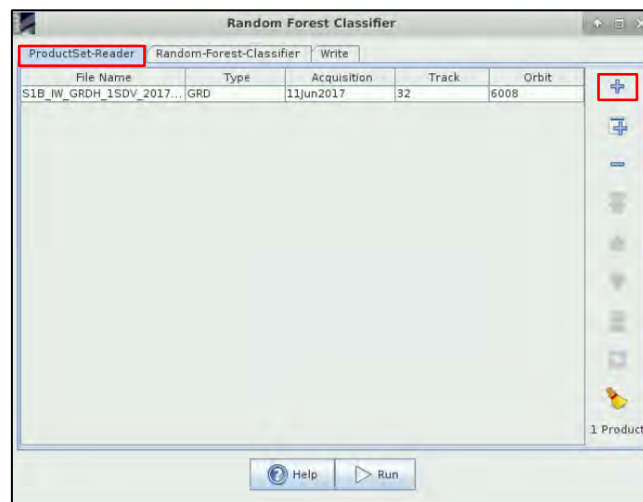 Random Forest Classifier
ProductSet-Reader Random-Forest-Classifier Write
File Name Type Acquisition Track Orbit
S1B_IW_GRDH_1SDV_2017... GRD 11Jun2017 32 6008
1 Product
Help Run